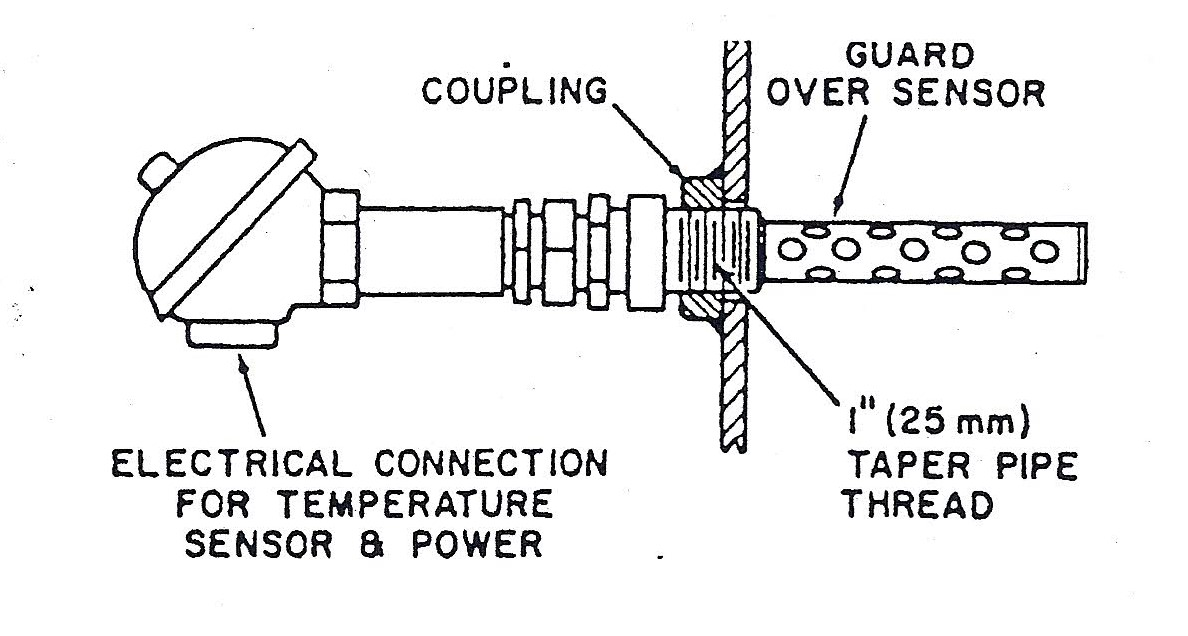 COUPLING
GUARD
OVER SENSOR
1" (25 mm)
TAPER PIPE
THREAD
ELECTRICAL CONNECTION
FOR TEMPERATURE
SENSOR & POWER